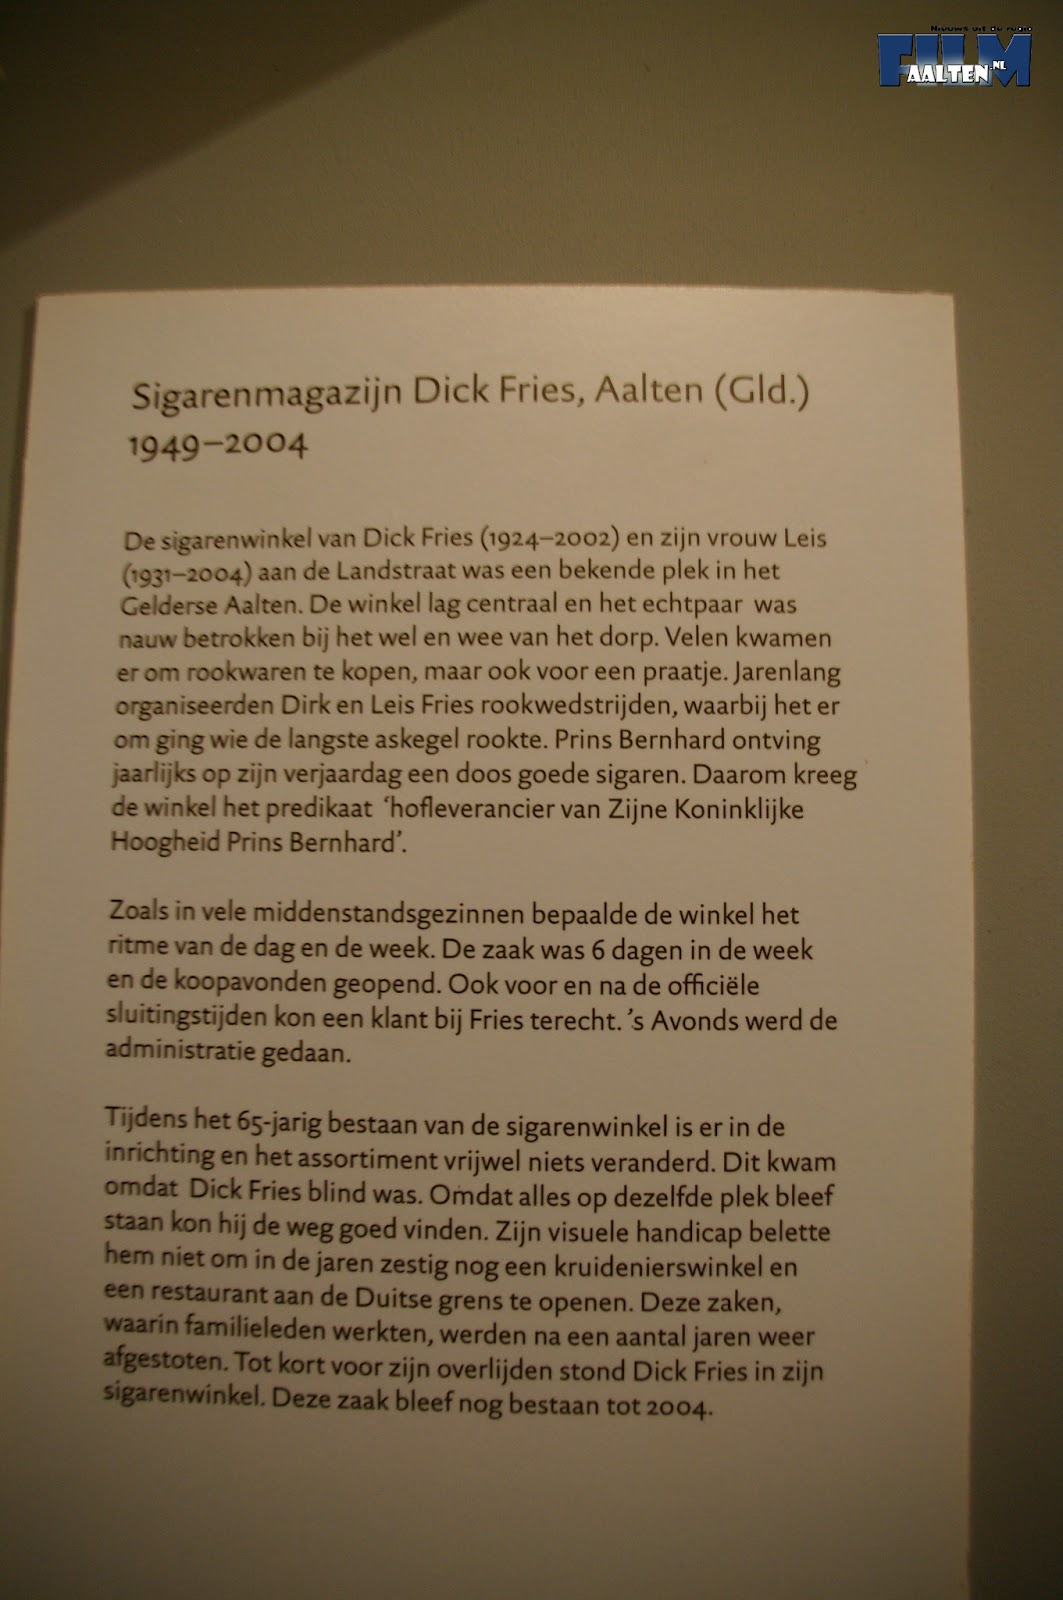 Nieuws uit de regio
FILM
AALTEN.NL
Sigarenmagazijn Dick Fries, Aalten (Gld.)
1949–2004
De sigarenwinkel van Dick Fries (1924–2002) en zijn vrouw Leis
(1931–2004) aan de Landstraat was een bekende plek in het
Gelderse Aalten. De winkel lag centraal en het echtpaar was
nauw betrokken bij het wel en wee van het dorp. Velen kwamen
er om rookwaren te kopen, maar ook voor een praatje. Jarenlang
organiseerden Dirk en Leis Fries rookwedstrijden, waarbij het er
om ging wie de langste askegel rookte. Prins Bernhard ontving
jaarlijks op zijn verjaardag een doos goede sigaren. Daarom kreeg
de winkel het predikaat ‘hofleverancier van Zijne Koninklijke
Hoogheid Prins Bernhard’.
Zoals in vele middenstandsgezinnen bepaalde de winkel het
ritme van de dag en de week. De zaak was 6 dagen in de week
en de koopavonden geopend. Ook voor en na de officiële
sluitingstijden kon een klant bij Fries terecht. ’s Avonds werd de
administratie gedaan.
Tijdens het 65-jarig bestaan van de sigarenwinkel is er in de
inrichting en het assortiment vrijwel niets veranderd. Dit kwam
omdat Dick Fries blind was. Omdat alles op dezelfde plek bleef
staan kon hij de weg goed vinden. Zijn visuele handicap belette
hem niet om in de jaren zestig nog een kruidenierswinkel en
een restaurant aan de Duitse grens te openen. Deze zaken,
waarin familieleden werkten, werden na een aantal jaren weer
afgestoten. Tot kort voor zijn overlijden stond Dick Fries in zijn
sigarenwinkel. Deze zaak bleef nog bestaan tot 2004.